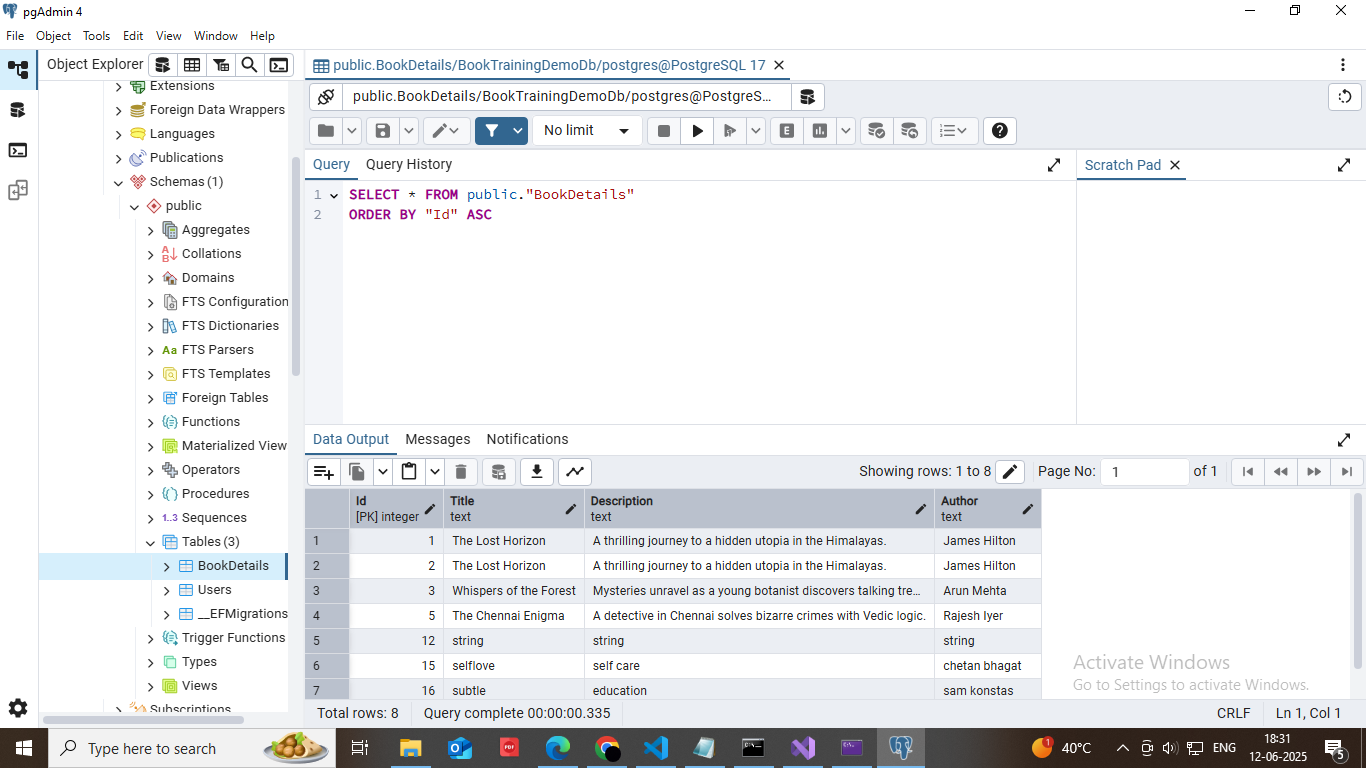 pgAdmin 4
File Object Tools Edit View Window Help
Object Explorer
public.BookDetails/BookTrainingDemoDb/postgres@PostgreSQL 17
Extensions
Foreign Data Wrappers
Languages
Publications
Schemas (1)
public
Aggregates
Collations
Domains
FTS Configuration
FTS Dictionaries
Aa FTS Parsers
FTS Templates
Foreign Tables
Functions
Materialized View
Operators
Procedures
1..3 Sequences
Tables (3)
BookDetails
Users
__EFMigrations
Trigger Functions
Types
Views
Subscriptions
public.BookDetails/BookTrainingDemoDb/postgres@PostgreS...
No limit
E
Query Query History
Scratch Pad
1 SELECT * FROM public."BookDetails"
2 ORDER BY "Id" ASC
Data Output Messages Notifications
Showing rows: 1 to 8 Page No: 1 of 1
Id Title Description Author
[PK] integer text text text
1 1 The Lost Horizon A thrilling journey to a hidden utopia in the Himalayas. James Hilton
2 2 The Lost Horizon A thrilling journey to a hidden utopia in the Himalayas. James Hilton
3 3 Whispers of the Forest Mysteries unravel as a young botanist discovers talking tre... Arun Mehta
4 5 The Chennai Enigma A detective in Chennai solves bizarre crimes with Vedic logic. Rajesh Iyer
5 12 string string string
6 15 selflove self care chetan bhagat
7 16 subtle education sam konstas
Activate Windows
Go to Settings to activate Windows.
Total rows: 8 Query complete 00:00:00.335 CRLF Ln 1, Col 1
Type here to search
PDF
1
40°C
ENG
18:31
12-06-2025
5